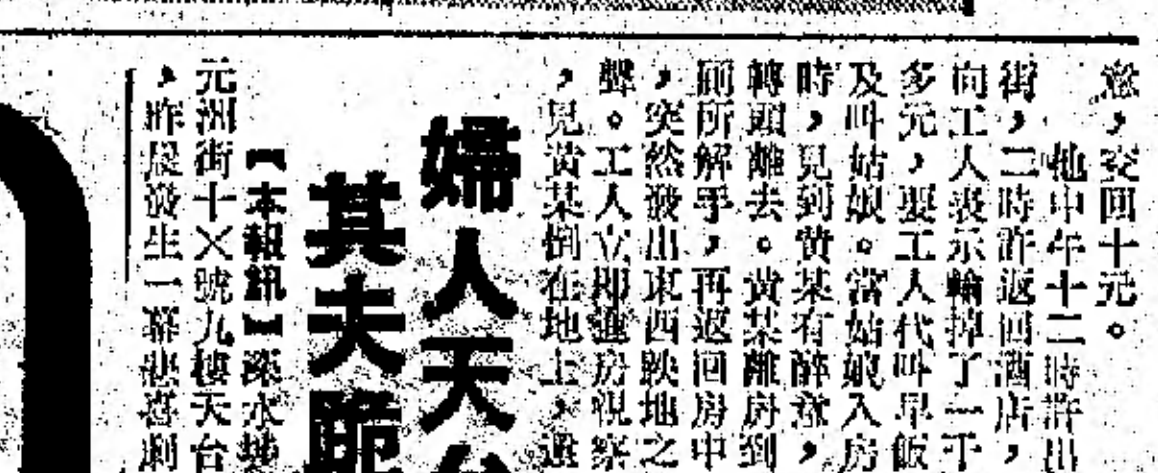 意，交回十元。
他中午十二時許出
街，二時許返回酒店，
向工人表示輸掉了一千
多元，要工人代叫早飯
及叫姑娘。當姑娘入房
時，見到黃某有醉意，
轉頭離去。黃某離房到
厠所解手，再返回房中
，突然發出東西跌地之
聲。工人立即進房視察
，見黃某倒在地上，
婦人天台
其夫跪
【本報訊】深水埗
元洲街十×號九樓天台
，昨晨發生一幕悲喜劇